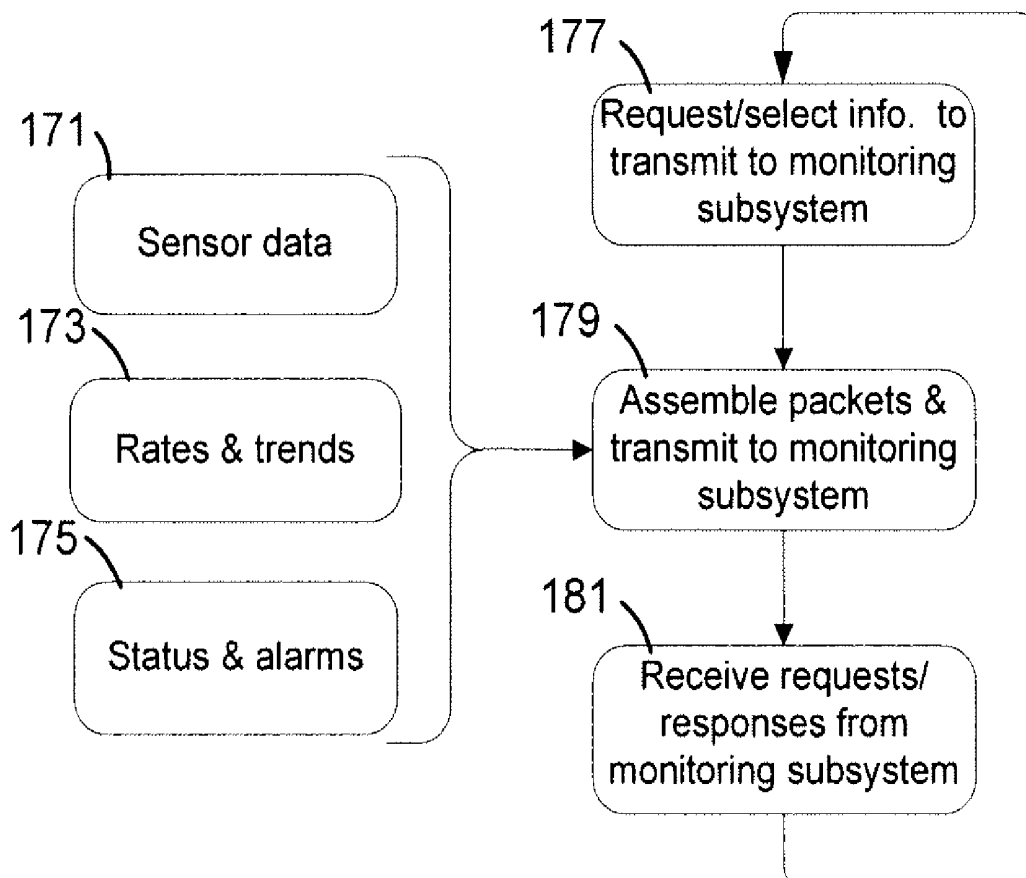 171
Sensor data
173
Rates & trends
175
Status & alarms
177
Request/select info. to
transmit to monitoring
subsystem
179
Assemble packets &
transmit to monitoring
subsystem
181
Receive requests/
responses from
monitoring subsystem